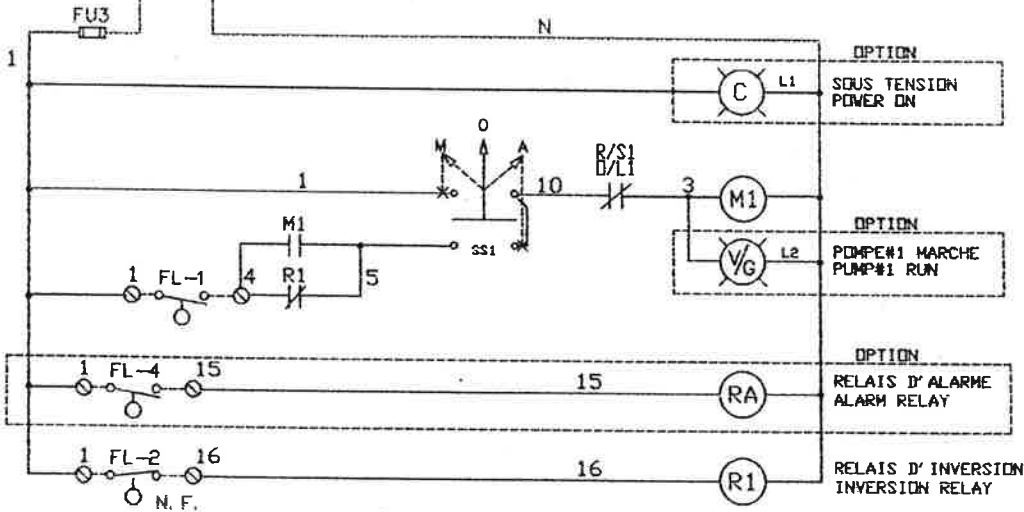 FU3
N
1
OPTION
C
L1
SOUS TENSION
POWER ON
0
M
A
R/S1
O/L1
1
10
3
M1
OPTION
M1
SS1
V/G
L2
POMPE#1 MARCHE
PUMP#1 RUN
1
FL-1
4
R1
5
OPTION
1
FL-4
15
15
RA
RELAIS D'ALARME
ALARM RELAY
1
FL-2
16
16
R1
RELAIS D'INVERSION
INVERSION RELAY
N. F.